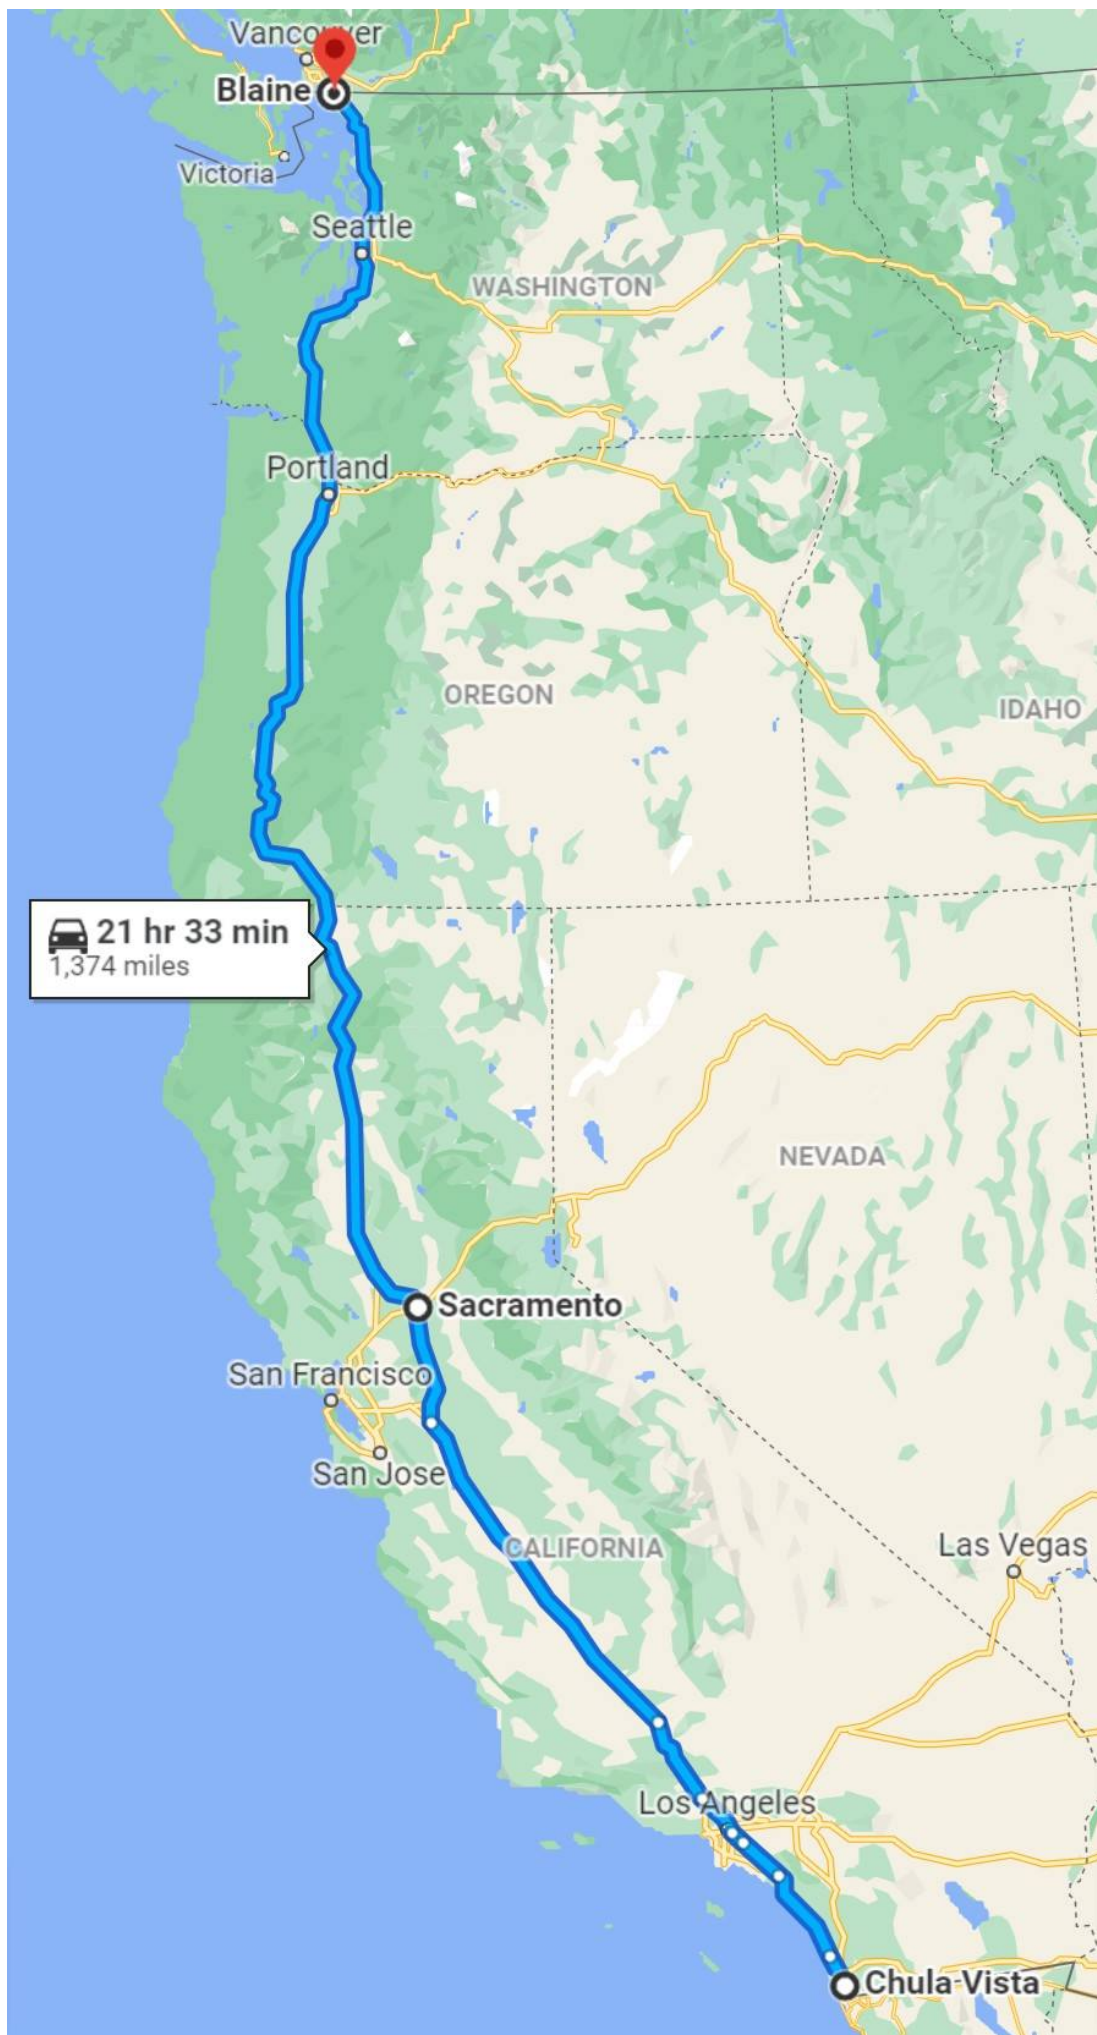 Vancouver
Blaine
Victoria
Seattle
WASHINGTON
Portland
OREGON
IDAHO
21 hr 33 min
1,374 miles
NEVADA
Sacramento
San Francisco
San Jose
CALIFORNIA
Las Vegas
Los Angeles
Chula Vista